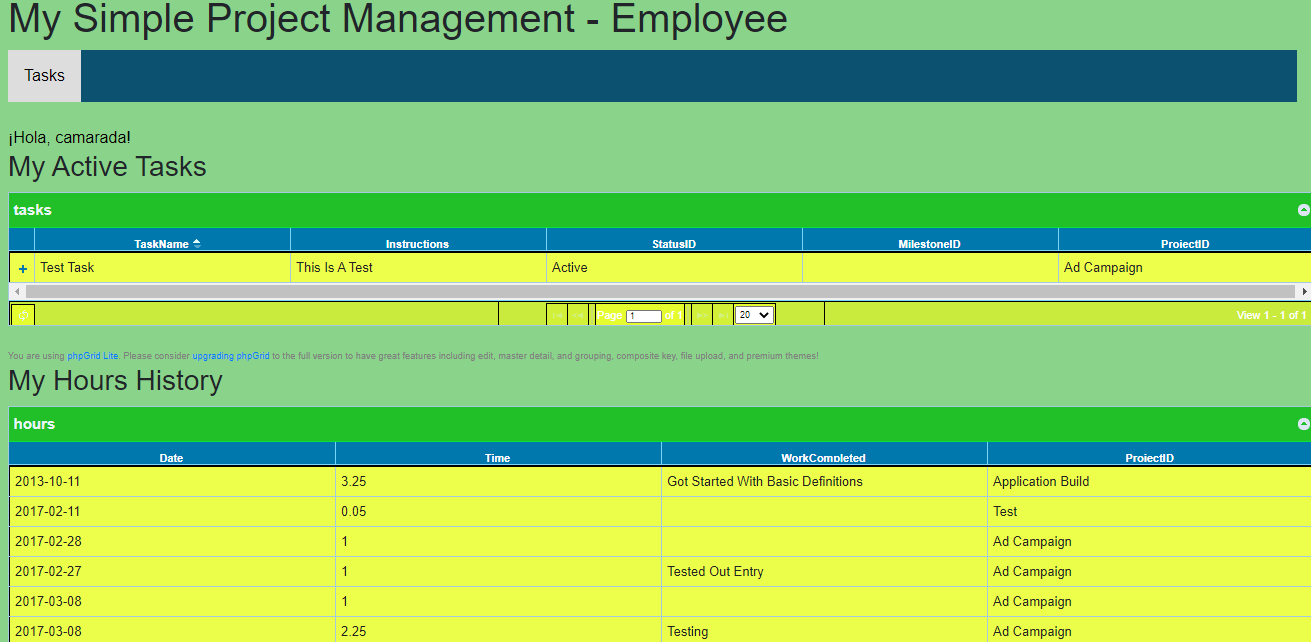 My Simple Project Management - Employee
Tasks
¡Hola, camarada!
My Active Tasks
tasks
TaskName Instructions StatusID MilestoneID ProjectID
Test Task This Is A Test Active Ad Campaign
Page 1 of 1 20 View 1 - 1 of 1
You are using phpGrid Lite. Please consider upgrading phpGrid to the full version to have great features including edit, master detail, and grouping, composite key, file upload, and premium themes!
My Hours History
hours
Date Time WorkCompleted ProjectID
2013-10-11 3.25 Got Started With Basic Definitions Application Build
2017-02-11 0.05 Test
2017-02-28 1 Ad Campaign
2017-02-27 1 Tested Out Entry Ad Campaign
2017-03-08 1 Ad Campaign
2017-03-08 2.25 Testing Ad Campaign